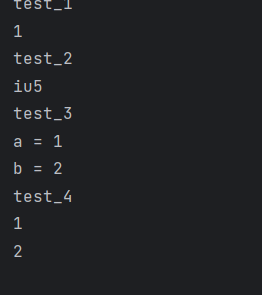 test_1
1
test_2
iu5
test_3
a = 1
b = 2
test_4
1
2